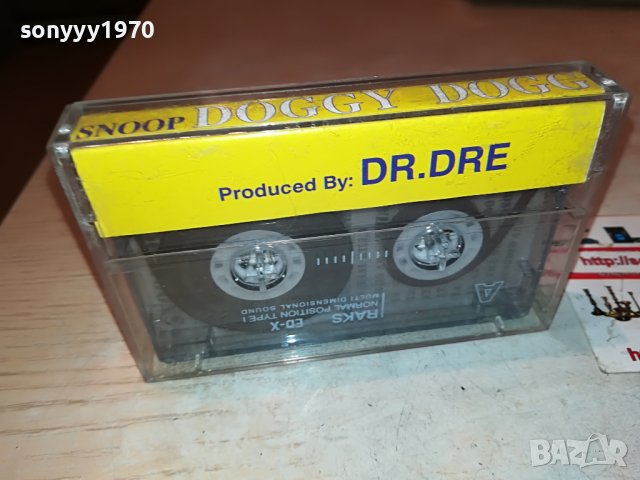 sonyyy1970
SNOOP DOGGY DOGG
Produced By: DR.DRE
A
RAKS ED-X
NORMAL POSITION TYPE I
MULTI DIMENSIONAL SOUND
http://s
h
BAZAR